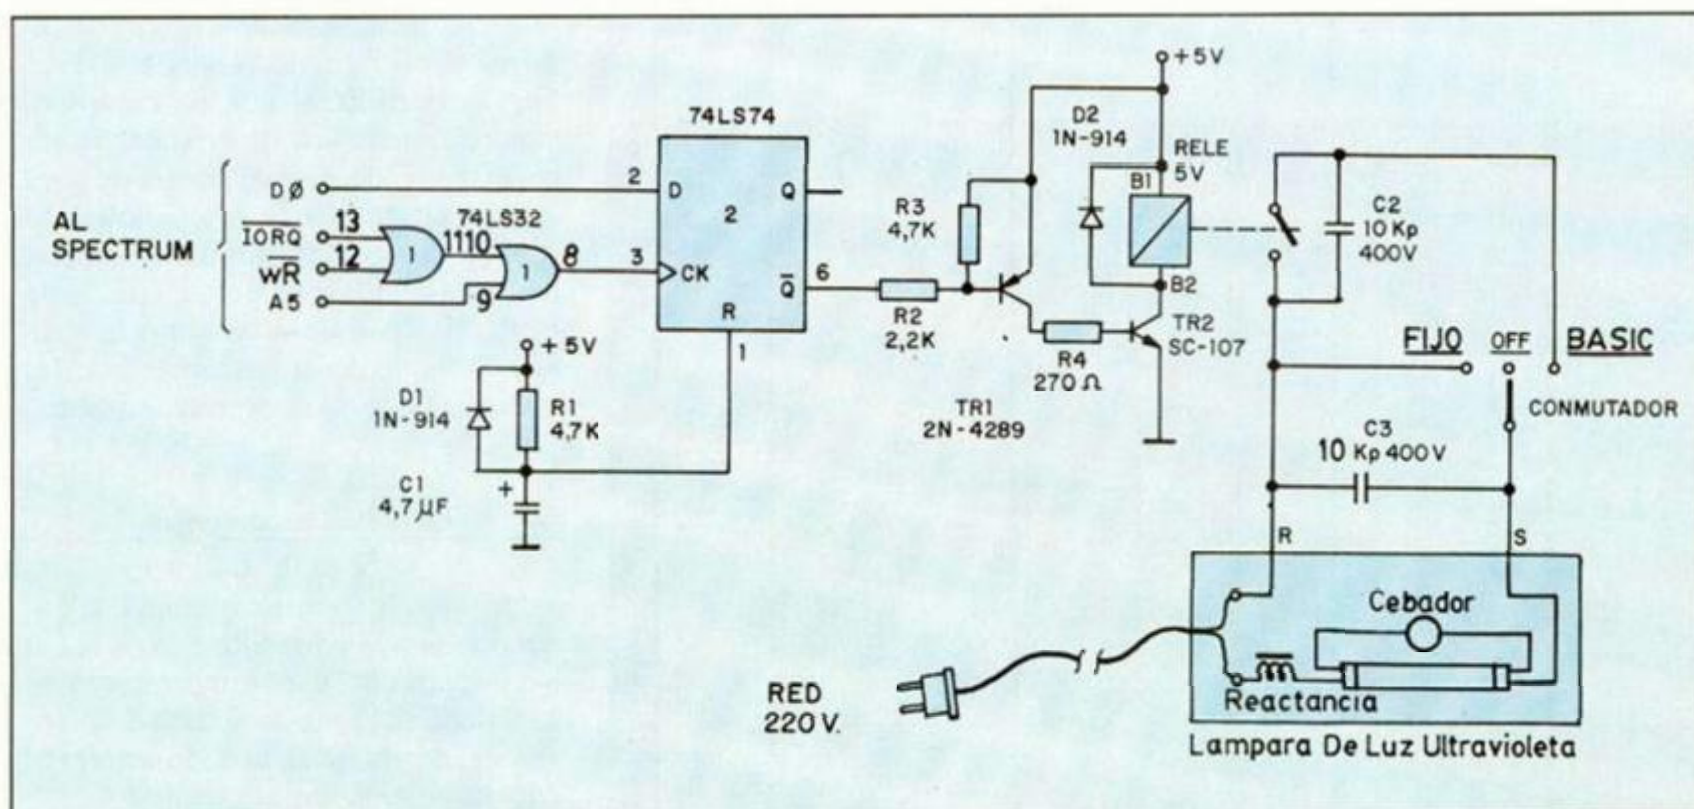 AL
SPECTRUM
DØ
IORQ
WR
A5
13
12
74LS32
1
11
10
9
1
8
74LS74
2
D
Q
2
3
CK
Q
6
R
1
+5V
D1
1N-914
R1
4,7K
C1
4,7µF
+
R2
2,2K
R3
4,7K
TR1
2N-4289
R4
270 Ω
+5V
D2
1N-914
RELE
5V
B1
B2
TR2
SC-107
C2
10 Kp
400V
FIJO OFF BASIC
CONMUTADOR
C3
10 Kp 400V
R
S
Cebador
Reactancia
RED
220 V.
Lampara De Luz Ultravioleta